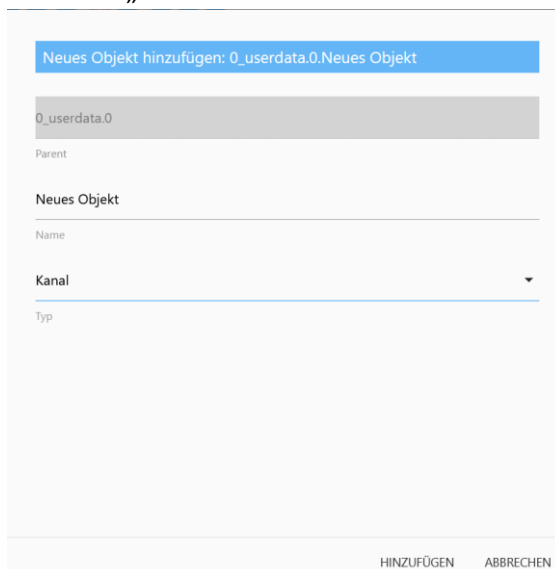 „
Neues Objekt hinzufügen: 0_userdata.0.Neues Objekt
0_userdata.0
Parent
Neues Objekt
Name
Kanal
Typ
HINZUFÜGEN ABBRECHEN